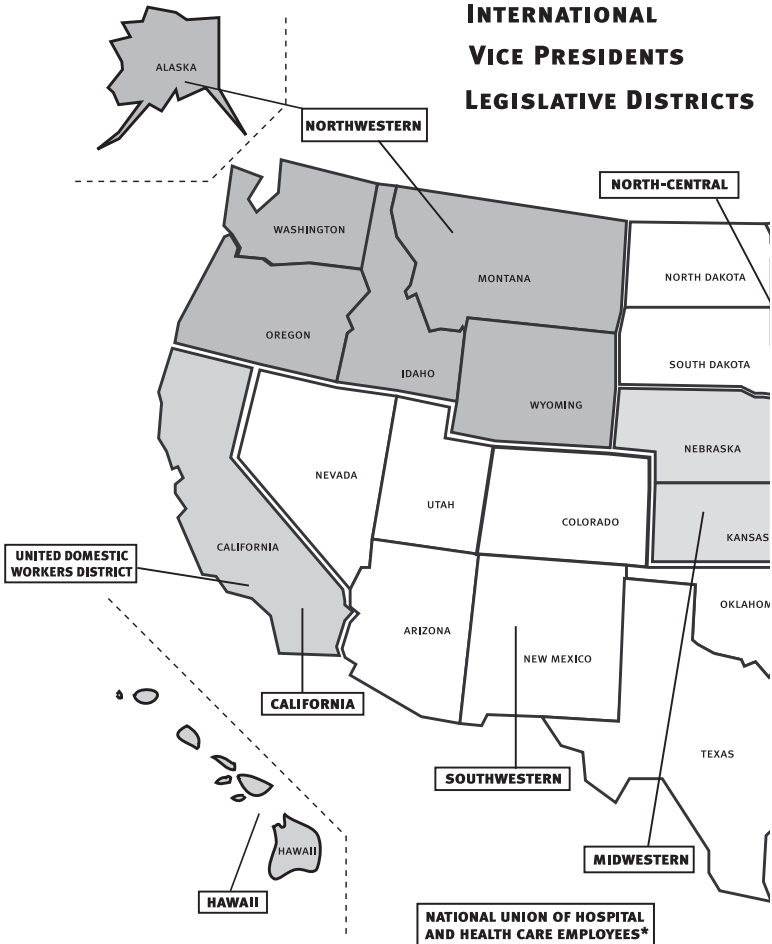 INTERNATIONAL
VICE PRESIDENTS
LEGISLATIVE DISTRICTS
ALASKA
NORTHWESTERN
NORTH-CENTRAL
WASHINGTON
MONTANA
NORTH DAKOTA
OREGON
IDAHO
SOUTH DAKOTA
WYOMING
NEBRASKA
NEVADA
UTAH
COLORADO
KANSAS
CALIFORNIA
UNITED DOMESTIC
WORKERS DISTRICT
OKLAHOM
ARIZONA
NEW MEXICO
CALIFORNIA
TEXAS
SOUTHWESTERN
HAWAII
MIDWESTERN
HAWAII
NATIONAL UNION OF HOSPITAL
AND HEALTH CARE EMPLOYEES*